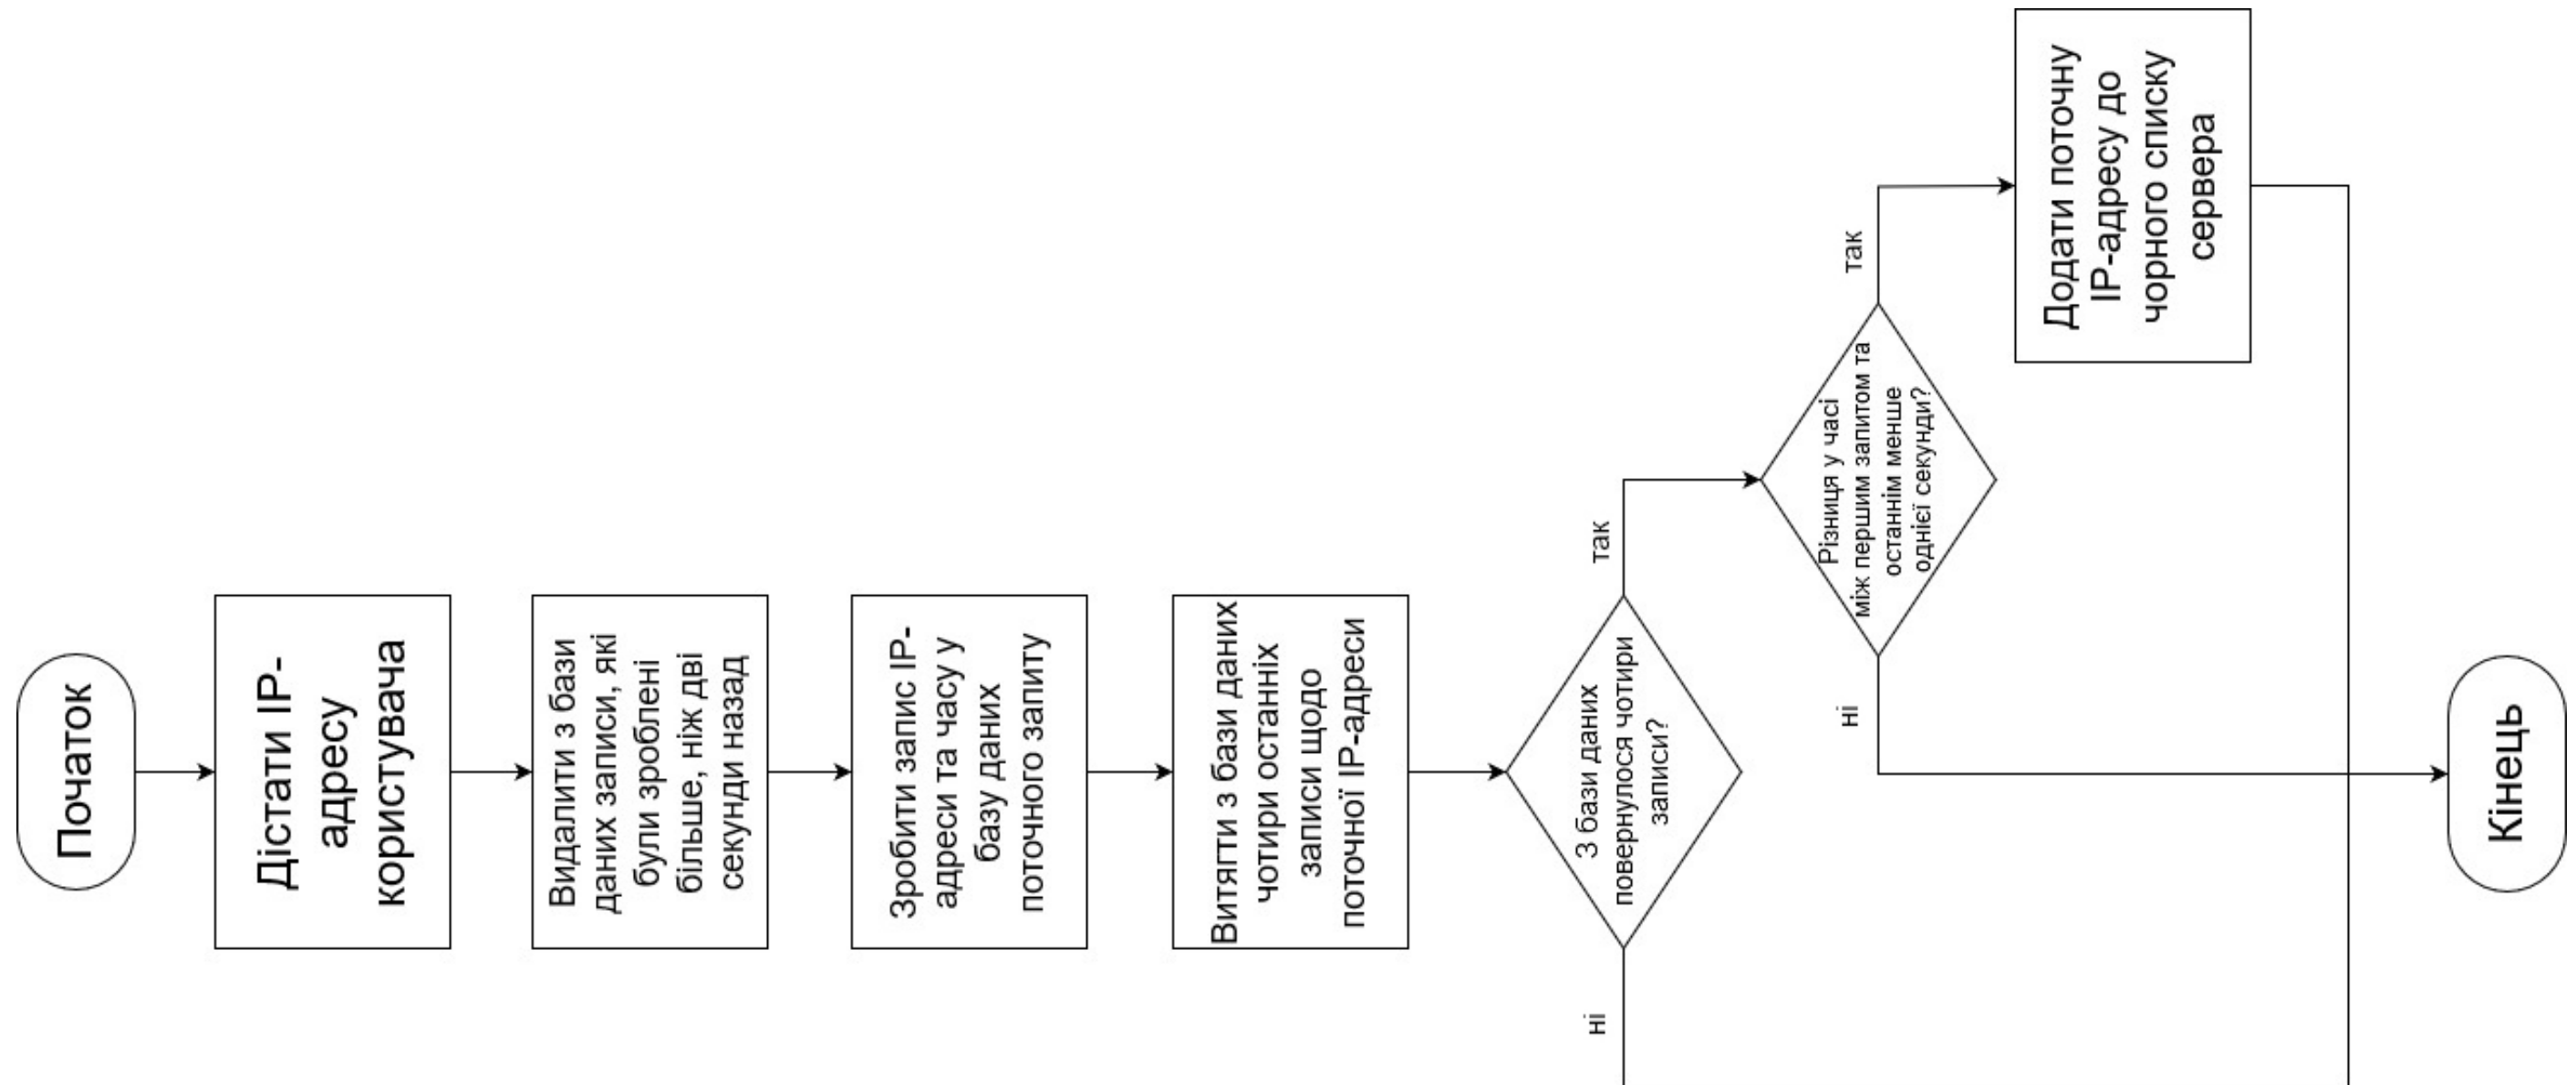 Початок
Дістати IP-
адресу
користувача
Видалити з бази
даних записи, які
були зроблені
більше, ніж дві
секунди назад
Зробити запис IP-
адреси та часу у
базу даних
поточного запиту
Витягти з бази даних
чотири останніх
записи щодо
поточної IP-адреси
З бази даних
повернулося чотири
записи?
так
ні
Різниця у часі
між першим запитом та
останнім менше
однієї секунди?
так
ні
Додати поточну
IP-адресу до
чорного списку
сервера
Кінець